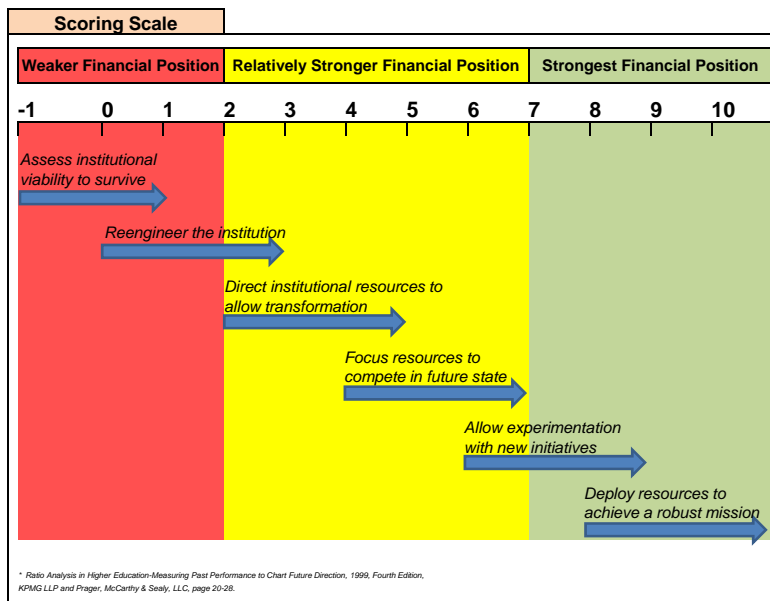 Scoring Scale
Weaker Financial Position Relatively Stronger Financial Position Strongest Financial Position
-1 0 1 2 3 4 5 6 7 8 9 10
Assess institutional
viability to survive
Reengineer the institution
Direct institutional resources to
allow transformation
Focus resources to
compete in future state
Allow experimentation
with new initiatives
Deploy resources to
achieve a robust mission
* Ratio Analysis in Higher Education-Measuring Past Performance to Chart Future Direction, 1999, Fourth Edition,
KPMG LLP and Prager, McCarthy & Sealy, LLC, page 20-28.